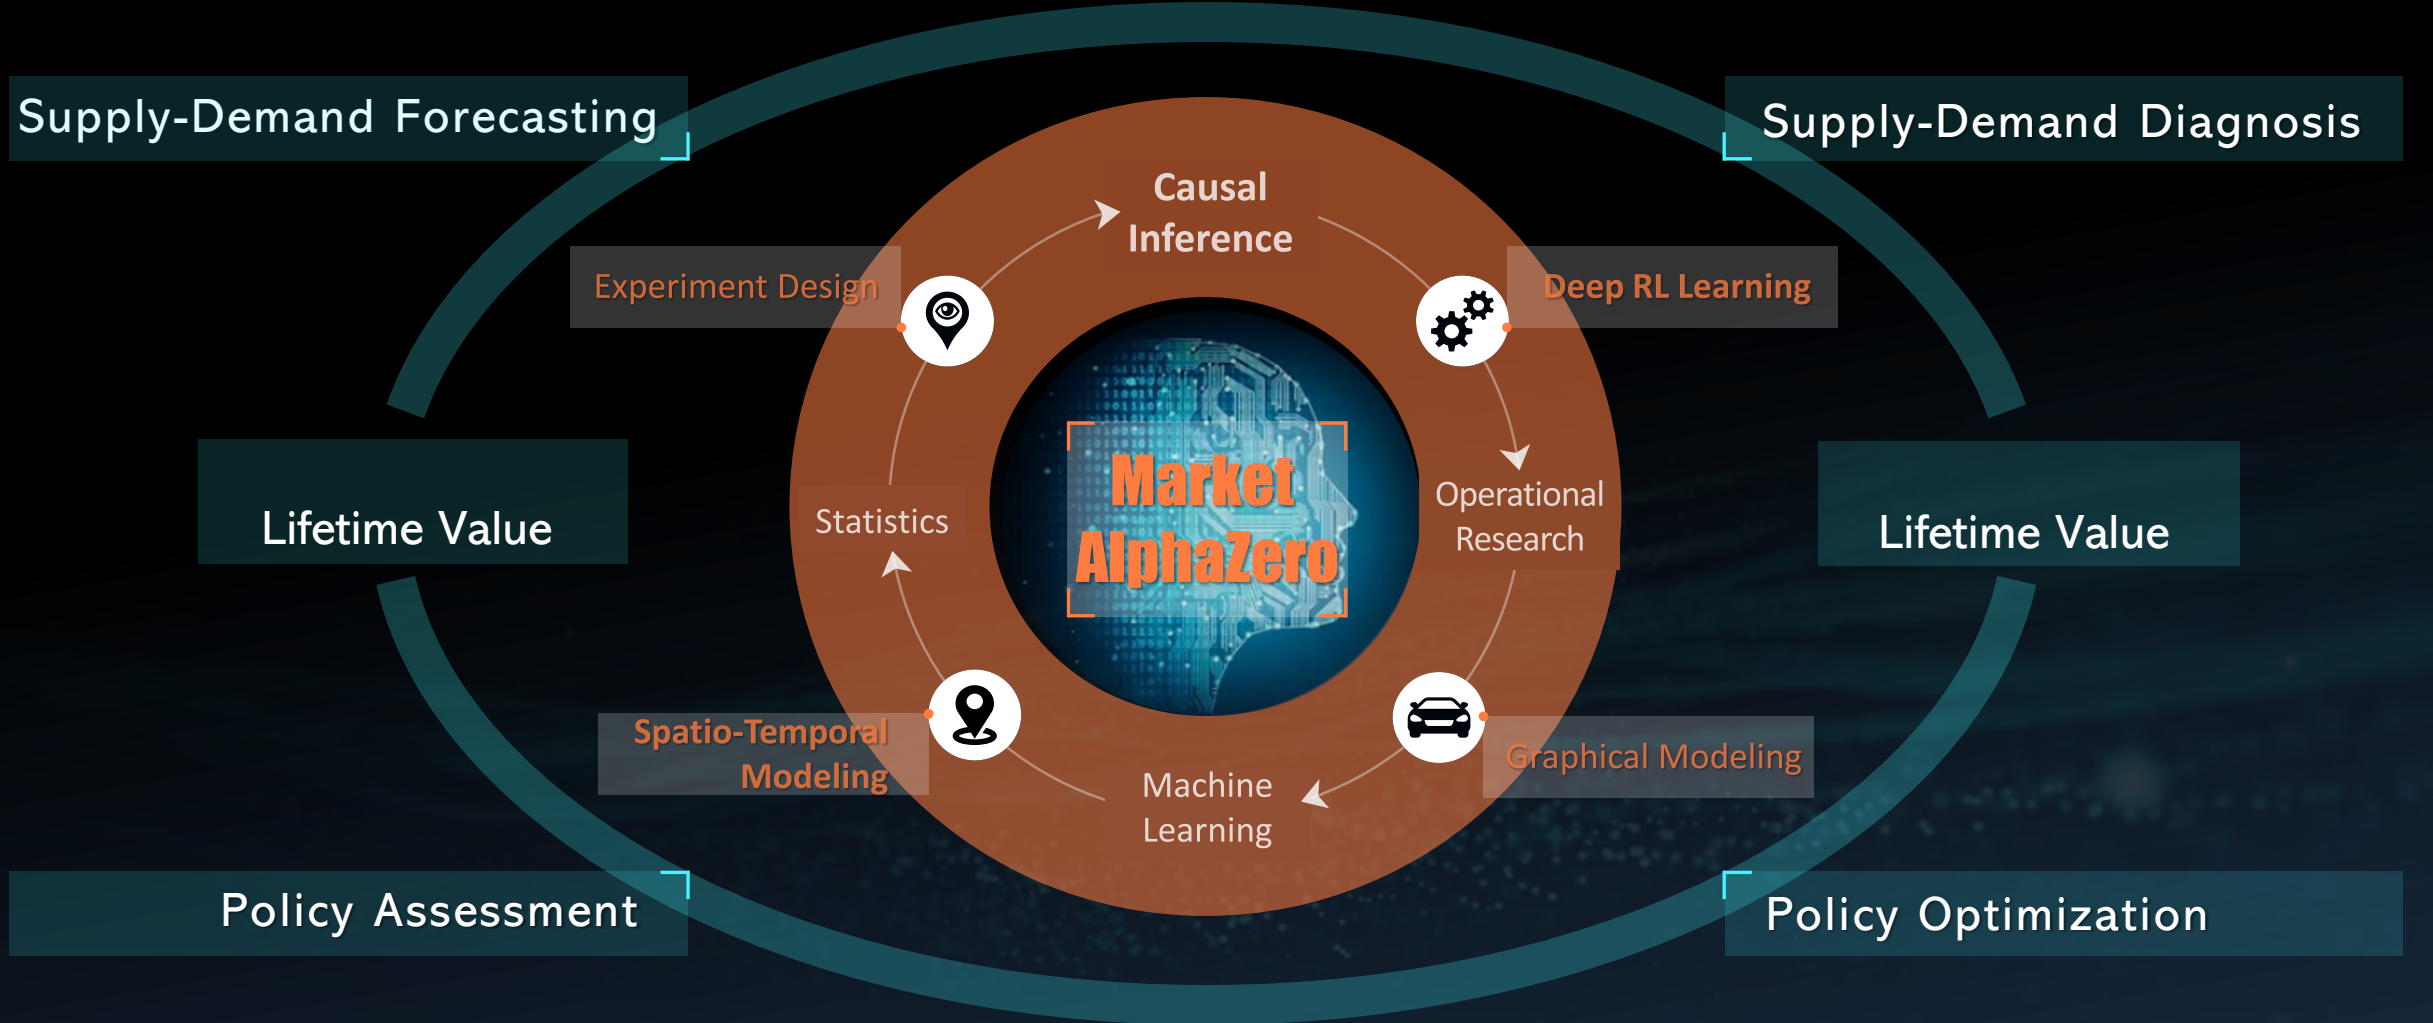 Supply-Demand Forecasting
Supply-Demand Diagnosis
Causal
Inference
Experiment Design
Deep RL Learning
Market
AlphaZero
Statistics
Operational
Research
Lifetime Value
Lifetime Value
Spatio-Temporal
Modeling
Graphical Modeling
Machine
Learning
Policy Assessment
Policy Optimization